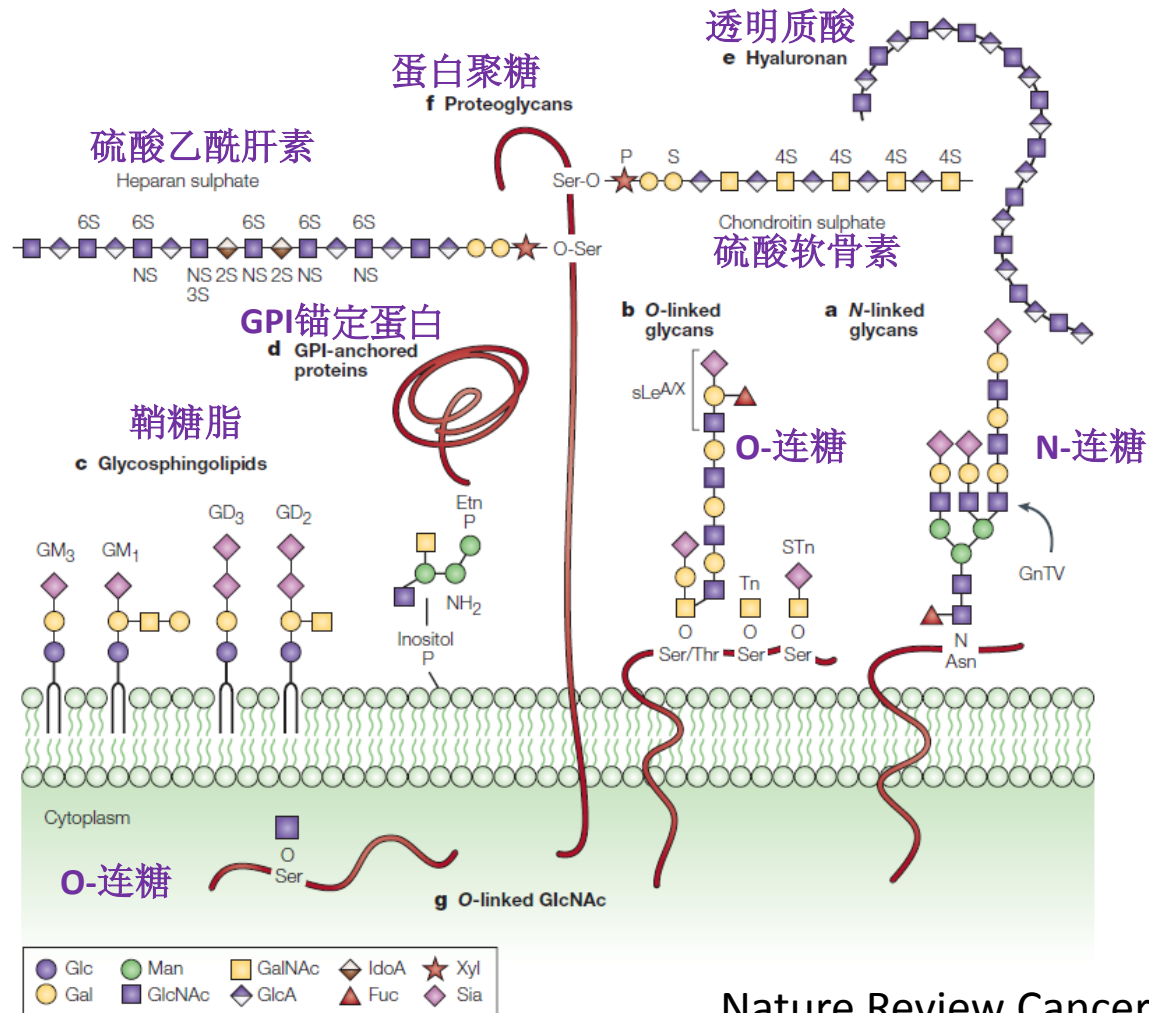 透明质酸
e Hyaluronan
蛋白聚糖
f Proteoglycans
硫酸乙酰肝素
Heparan sulphate
P S 4S 4S 4S 4S
Ser-O
Chondroitin sulphate
硫酸软骨素
6S 6S 6S 6S 6S
O-Ser
NS NS 2S NS 2S NS NS
3S
GPI锚定蛋白
d GPI-anchored
proteins
b O-linked
glycans
a N-linked
glycans
sLeA/X
O-连糖
N-连糖
鞘糖脂
c Glycosphingolipids
GM3 GM1 GD3 GD2
Etn
P
NH2
Inositol
P
STn
Tn
GnTV
O O O
Ser/Thr Ser Ser
N
Asn
Cytoplasm
O
Ser
O-连糖
g O-linked GlcNAc
Glc Man GalNAc IdoA Xyl
Gal GlcNAc GlcA Fuc Sia
Nature Review Cancer